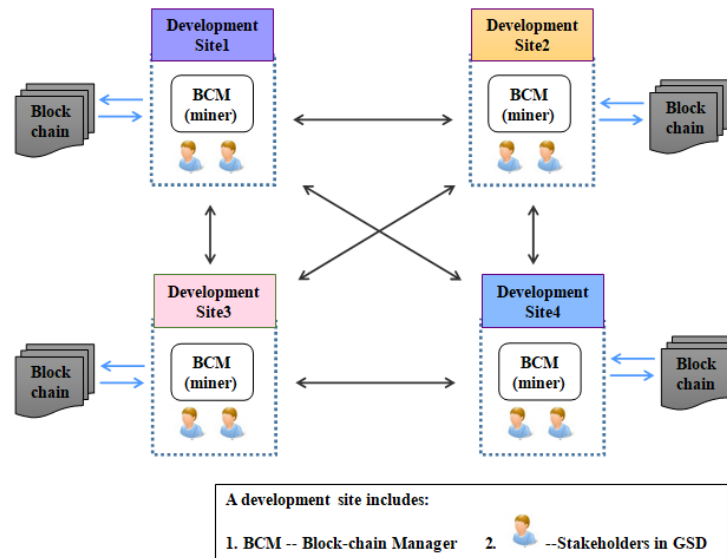 Development
Site1
Development
Site2
BCM
(miner)
BCM
(miner)
Block
chain
Block
chain
Development
Site3
Development
Site4
BCM
(miner)
BCM
(miner)
Block
chain
Block
chain
A development site includes:
1. BCM -- Block-chain Manager 2. --Stakeholders in GSD